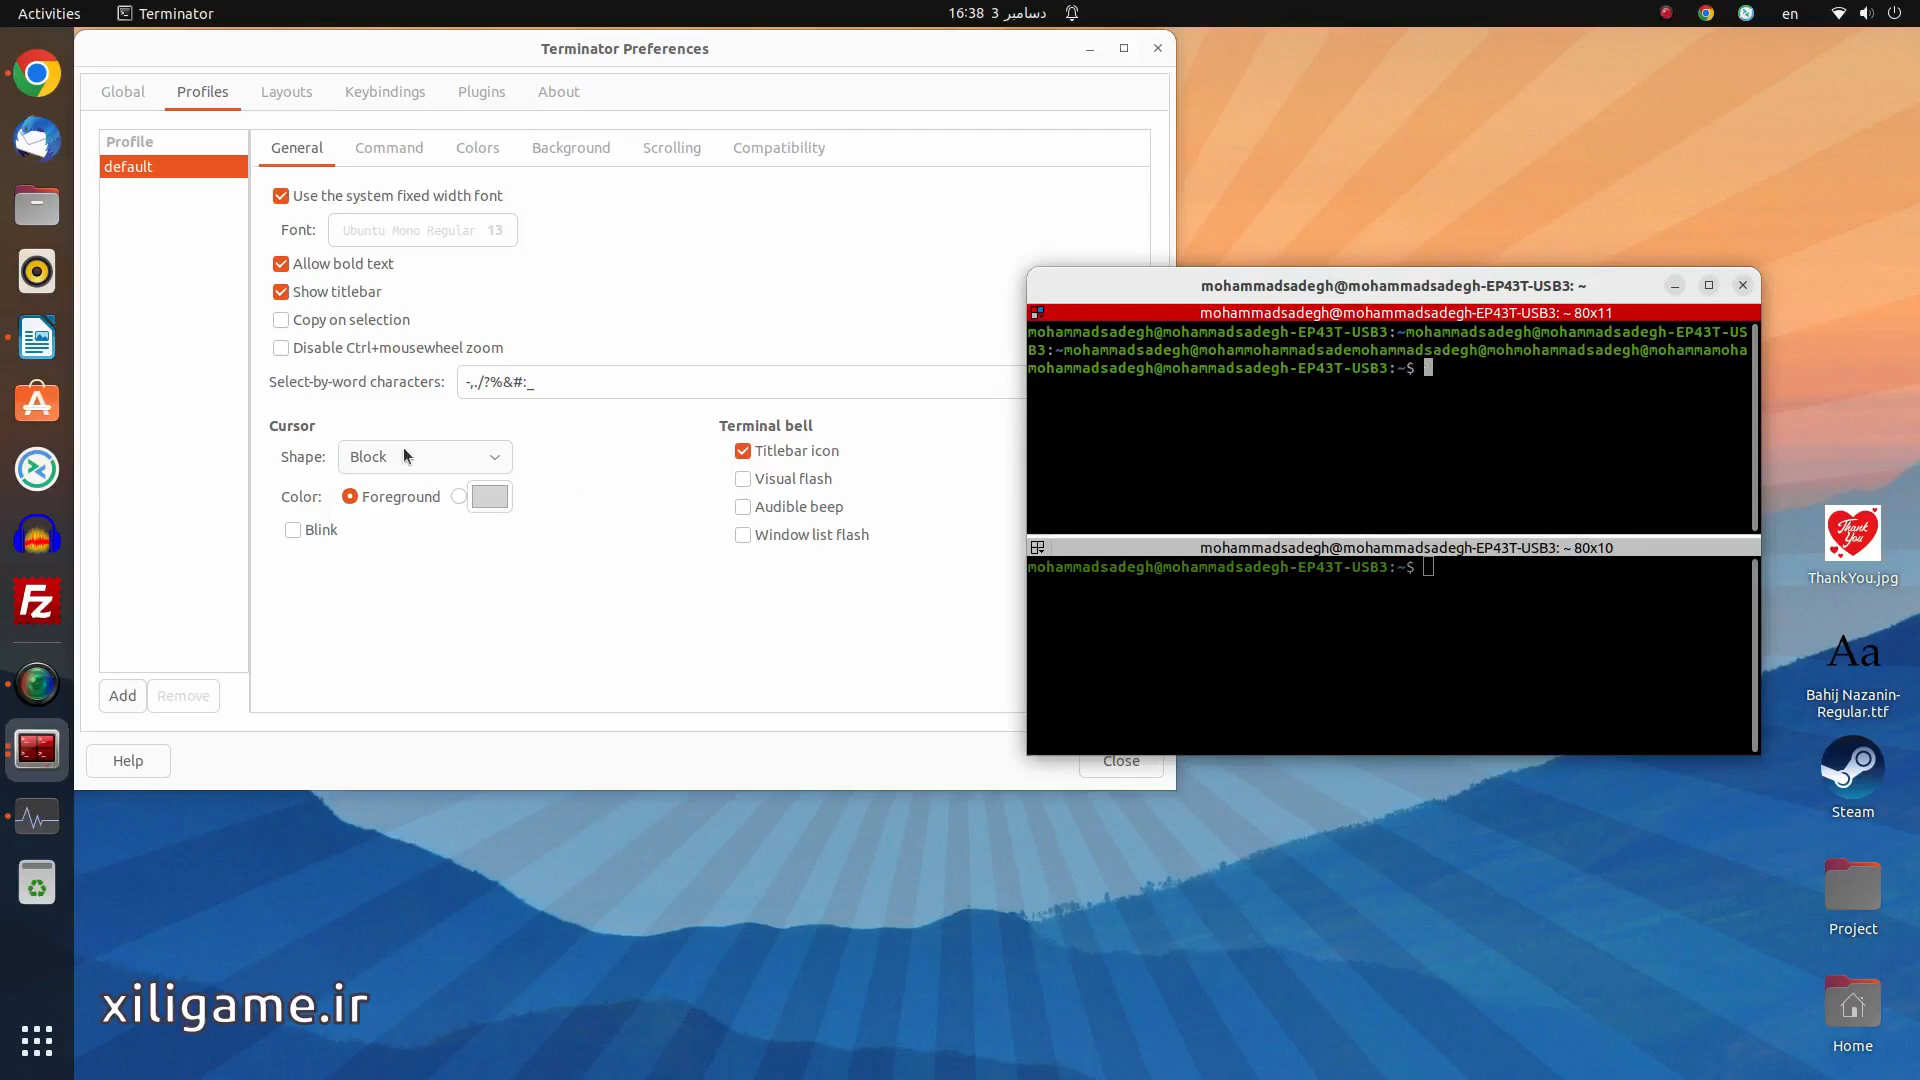 Activities
Terminator
16:38 3 دسامبر
en
Terminator Preferences
Global
Profiles
Layouts
Keybindings
Plugins
About
Profile
default
General
Command
Colors
Background
Scrolling
Compatibility
Use the system fixed width font
Font:
Ubuntu Mono Regular 13
Allow bold text
Show titlebar
Copy on selection
Disable Ctrl+mousewheel zoom
Select-by-word characters:
-,./?%&#:_
Cursor
Shape:
Block
Color:
Foreground
Blink
Terminal bell
Titlebar icon
Visual flash
Audible beep
Window list flash
Add
Remove
Help
Close
mohammadsadegh@mohammadsadegh-EP43T-USB3: ~
mohammadsadegh@mohammadsadegh-EP43T-USB3: ~ 80x11
mohammadsadegh@mohammadsadegh-EP43T-USB3:~mohammadsadegh@mohammadsadegh-EP43T-US
B3:~mohammadsadegh@mohammohammadsademohammadsadegh@mohmohammadsadegh@mohammamoha
mohammadsadegh@mohammadsadegh-EP43T-USB3:~$
mohammadsadegh@mohammadsadegh-EP43T-USB3: ~ 80x10
mohammadsadegh@mohammadsadegh-EP43T-USB3:~$
Thank
You
ThankYou.jpg
Aa
Bahij Nazanin-
Regular.ttf
Steam
Project
Home
Fz
xiligame.ir